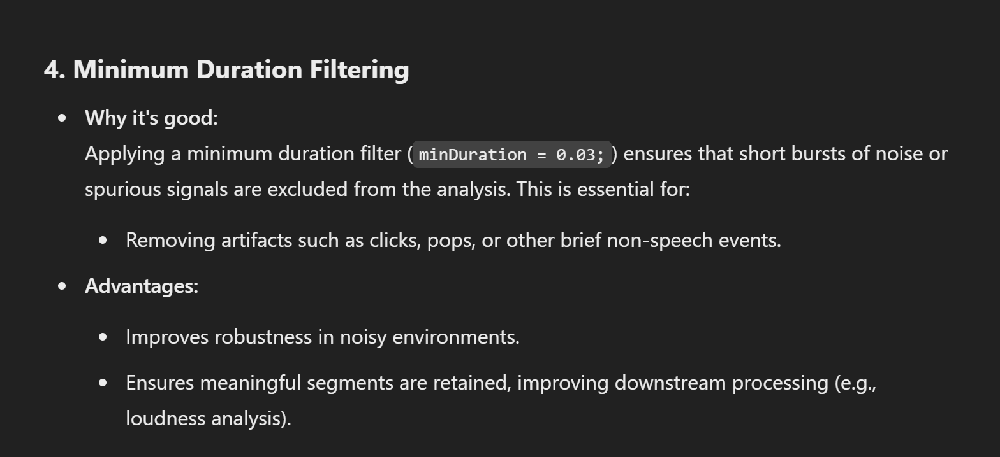 4. Minimum Duration Filtering
• Why it's good:
Applying a minimum duration filter ( minDuration = 0.03; ) ensures that short bursts of noise or
spurious signals are excluded from the analysis. This is essential for:
• Removing artifacts such as clicks, pops, or other brief non-speech events.
• Advantages:
• Improves robustness in noisy environments.
• Ensures meaningful segments are retained, improving downstream processing (e.g.,
loudness analysis).